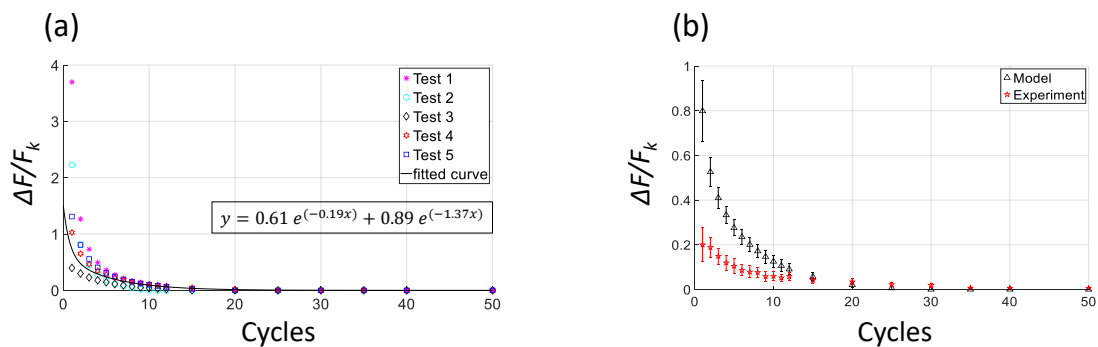 (a)
4
3
2
1
0
0
10
20
30
40
50
ΔF/F_k
Cycles
Test 1
Test 2
Test 3
Test 4
Test 5
fitted curve
y = 0.61 e^(-0.19x) + 0.89 e^(-1.37x)
(b)
1
0.8
0.6
0.4
0.2
0
0
10
20
30
40
50
ΔF/F_k
Cycles
Model
Experiment